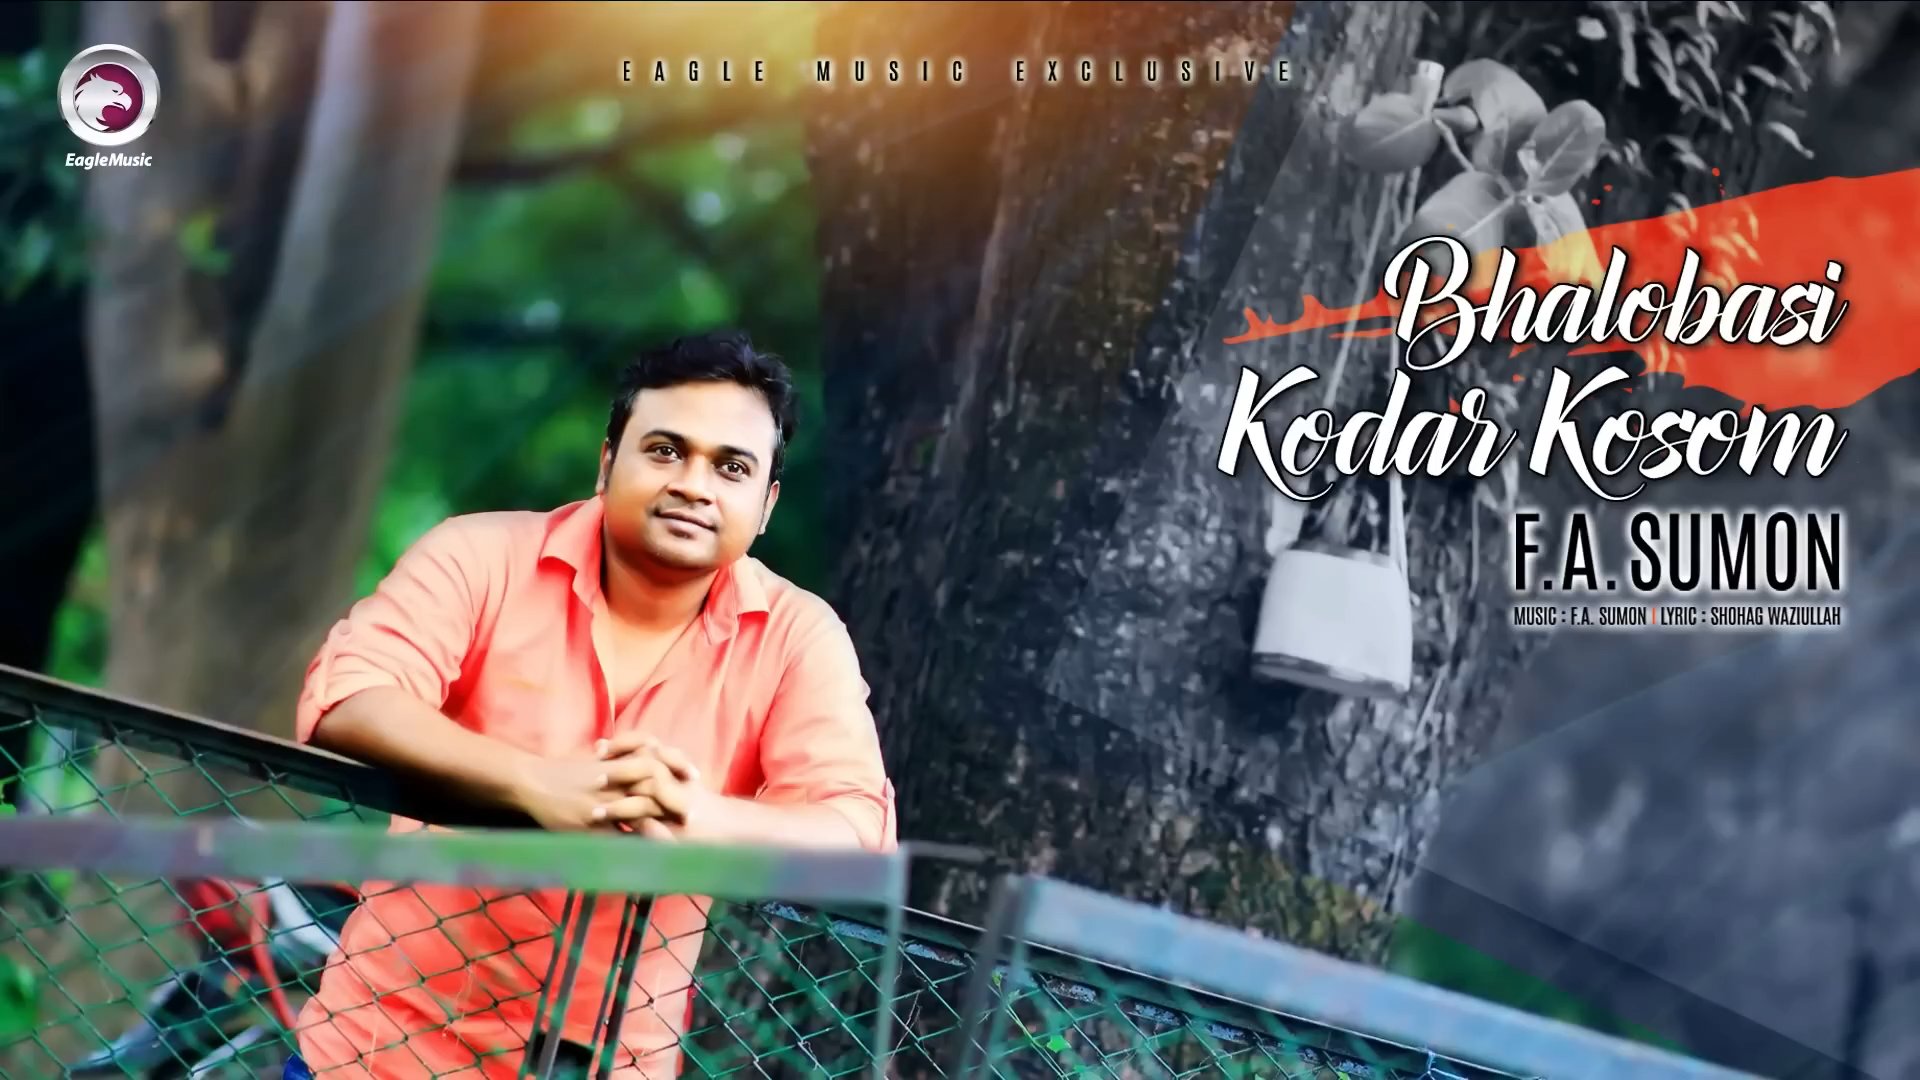 EAGLE MUSIC EXCLUSIVE
EagleMusic
Bhalobasi
Kodar Kosom
F.A. SUMON
MUSIC : F.A. SUMON | LYRIC : SHOHAG WAZIULLAH